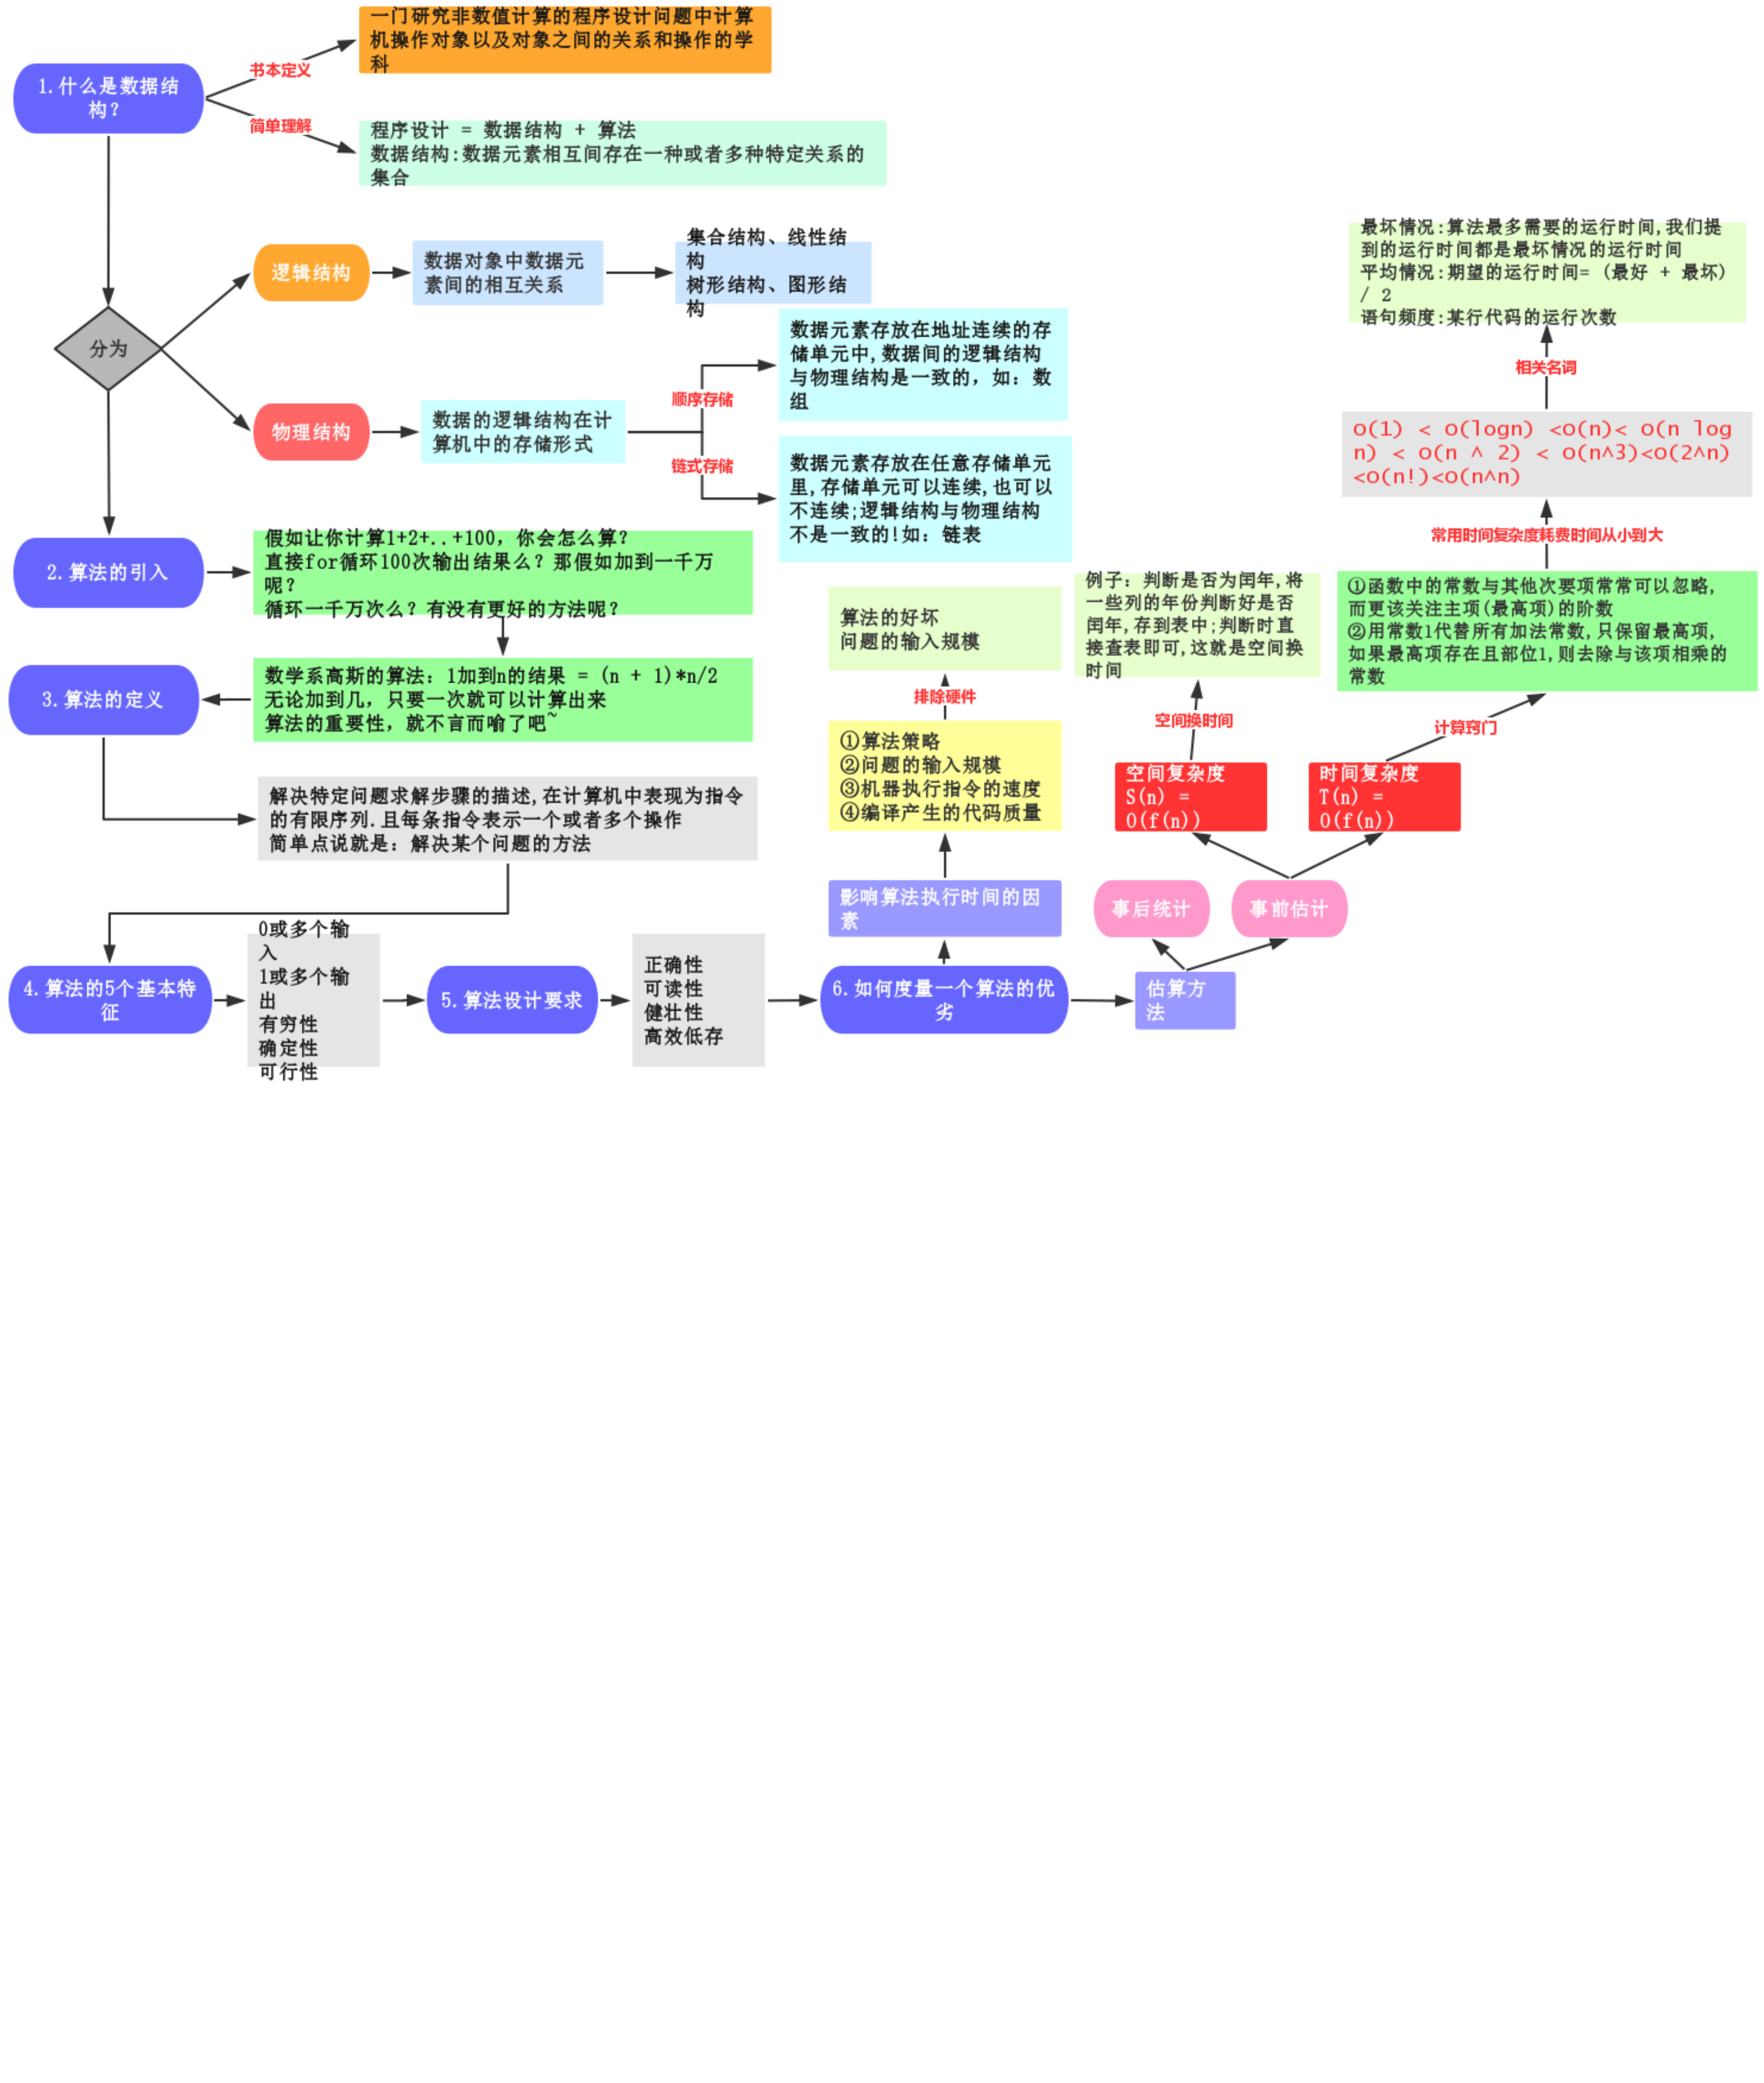 一门研究非数值计算的程序设计问题中计算
机操作对象以及对象之间的关系和操作的学
科
书本定义
1.什么是数据结
构?
简单理解
程序设计 = 数据结构 + 算法
数据结构:数据元素相互间存在一种或者多种特定关系的
集合
分为
逻辑结构
数据对象中数据元
素间的相互关系
集合结构、线性结
构
树形结构、图形结
构
物理结构
数据的逻辑结构在计
算机中的存储形式
顺序存储
数据元素存放在地址连续的存
储单元中,数据间的逻辑结构
与物理结构是一致的，如：数
组
链式存储
数据元素存放在任意存储单元
里,存储单元可以连续,也可以
不连续;逻辑结构与物理结构
不是一致的!如：链表
2.算法的引入
假如让你计算1+2+..+100，你会怎么算？
直接for循环100次输出结果么？那假如加到一千万
呢？
循环一千万次么？有没有更好的方法呢？
数学系高斯的算法：1加到n的结果 = (n + 1)*n/2
无论加到几，只要一次就可以计算出来
算法的重要性，就不言而喻了吧~
3.算法的定义
解决特定问题求解步骤的描述,在计算机中表现为指令
的有限序列.且每条指令表示一个或者多个操作
简单点说就是：解决某个问题的方法
4.算法的5个基本特
征
0或多个输
入
1或多个输
出
有穷性
确定性
可行性
5.算法设计要求
正确性
可读性
健壮性
高效低存
6.如何度量一个算法的优
劣
影响算法执行时间的因
素
①算法策略
②问题的输入规模
③机器执行指令的速度
④编译产生的代码质量
排除硬件
算法的好坏
问题的输入规模
估算方
法
事后统计
事前估计
空间复杂度
S(n) =
O(f(n))
空间换时间
例子：判断是否为闰年,将
一些列的年份判断好是否
闰年,存到表中;判断时直
接查表即可,这就是空间换
时间
时间复杂度
T(n) =
O(f(n))
计算窍门
①函数中的常数与其他次要项常常可以忽略,
而更该关注主项(最高项)的阶数
②用常数1代替所有加法常数,只保留最高项,
如果最高项存在且部位1,则去除与该项相乘的
常数
常用时间复杂度耗费时间从小到大
O(1) < O(logn) <O(n)< O(n log
n) < O(n ^ 2) < O(n^3)<O(2^n)
<O(n!)<O(n^n)
相关名词
最坏情况:算法最多需要的运行时间,我们提
到的运行时间都是最坏情况的运行时间
平均情况:期望的运行时间= (最好 + 最坏)
/ 2
语句频度:某行代码的运行次数